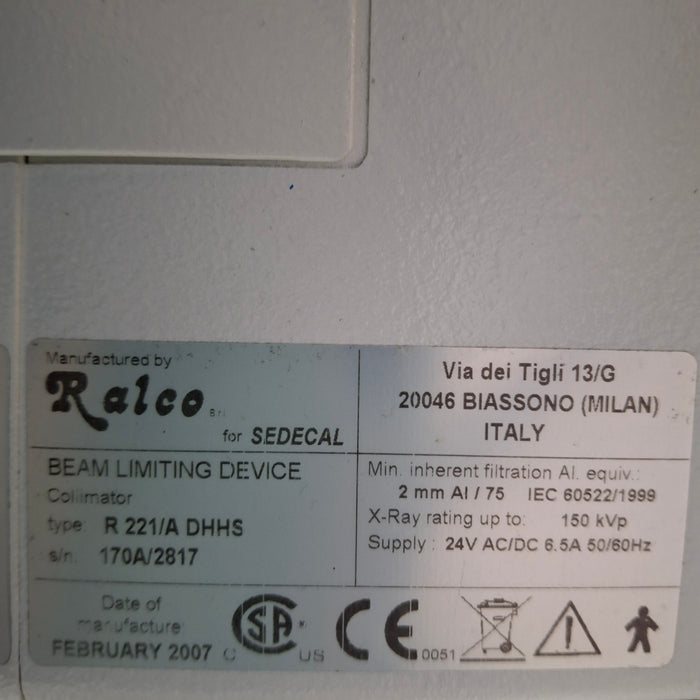 Manufactured by
Ralco S.r.l.
for SEDECAL
Via dei Tigli 13/G
20046 BIASSONO (MILAN)
ITALY
BEAM LIMITING DEVICE
Collimator
type: R 221/A DHHS
s/n. 170A/2817
Min. inherent filtration Al. equiv.:
2 mm Al / 75 IEC 60522/1999
X-Ray rating up to: 150 kVp
Supply : 24V AC/DC 6.5A 50/60Hz
Date of
manufacture:
FEBRUARY 2007
C SA US
CE 0051